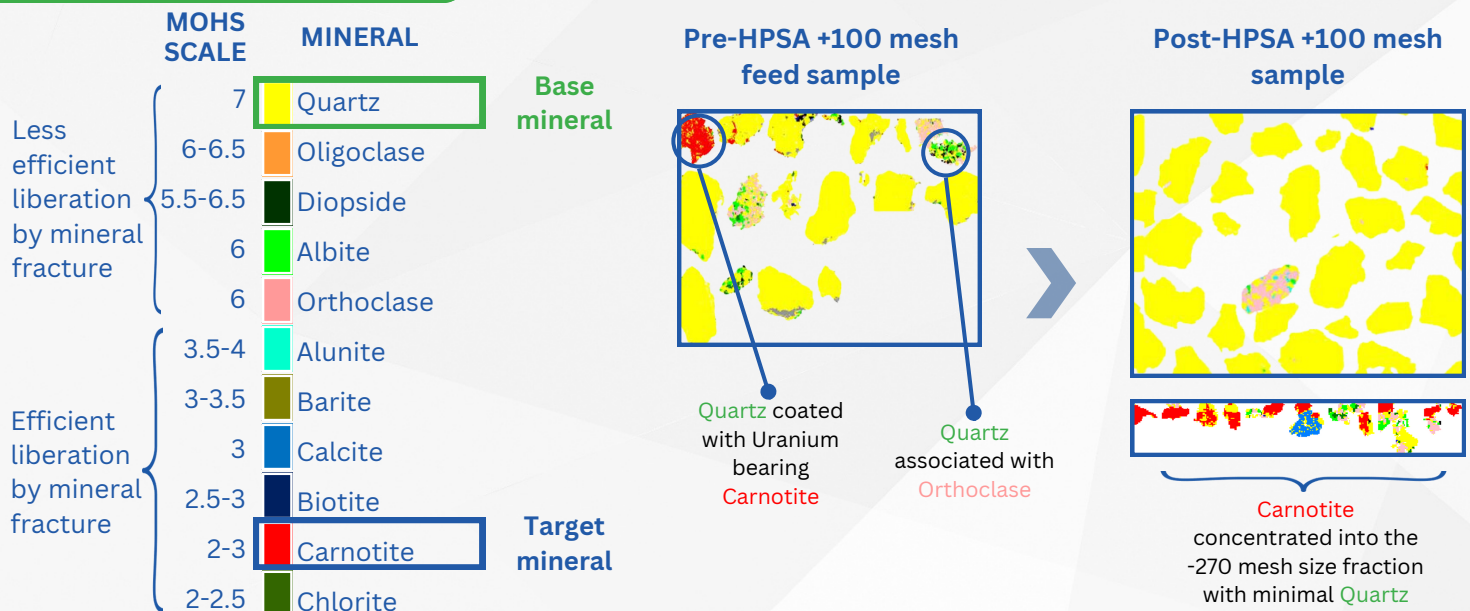 MOHS
SCALE
MINERAL
Less
efficient
liberation
by mineral
fracture
7 Quartz
6-6.5 Oligoclase
5.5-6.5 Diopside
6 Albite
6 Orthoclase
Base
mineral
Efficient
liberation
by mineral
fracture
3.5-4 Alunite
3-3.5 Barite
3 Calcite
2.5-3 Biotite
2-3 Carnotite
2-2.5 Chlorite
Target
mineral
Pre-HPSA +100 mesh
feed sample
Quartz coated
with Uranium
bearing
Carnotite
Quartz
associated with
Orthoclase
Post-HPSA +100 mesh
sample
Carnotite
concentrated into the
-270 mesh size fraction
with minimal Quartz